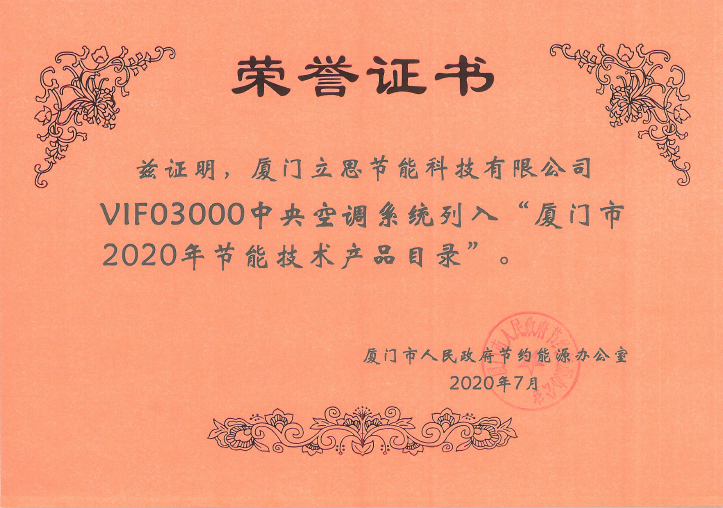 荣誉证书
兹证明，厦门立思节能科技有限公司
VIFO3000中央空调系统列入“厦门市
2020年节能技术产品目录”。
厦门市人民政府节约能源办公室
2020年7月